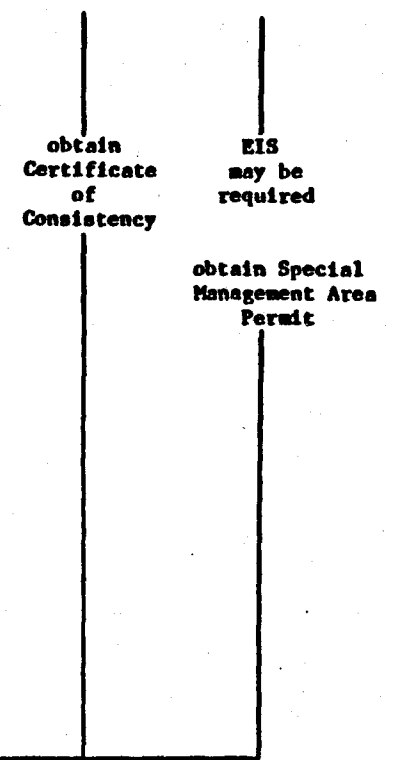 obtain
Certificate
of
Consistency
EIS
may be
required
obtain Special
Management Area
Permit